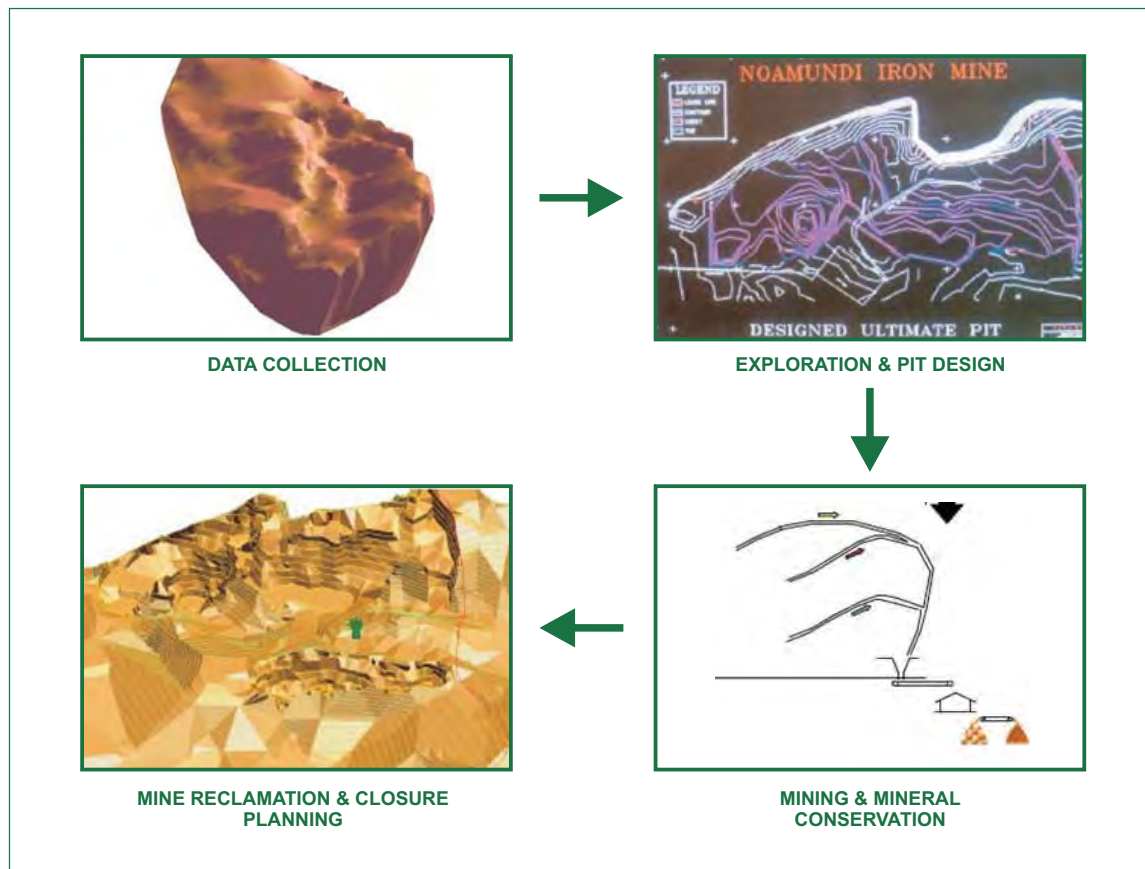 NOAMUNDI IRON MINE
LEGEND
DESIGNED ULTIMATE PIT
DATA COLLECTION
EXPLORATION & PIT DESIGN
MINE RECLAMATION & CLOSURE
PLANNING
MINING & MINERAL
CONSERVATION